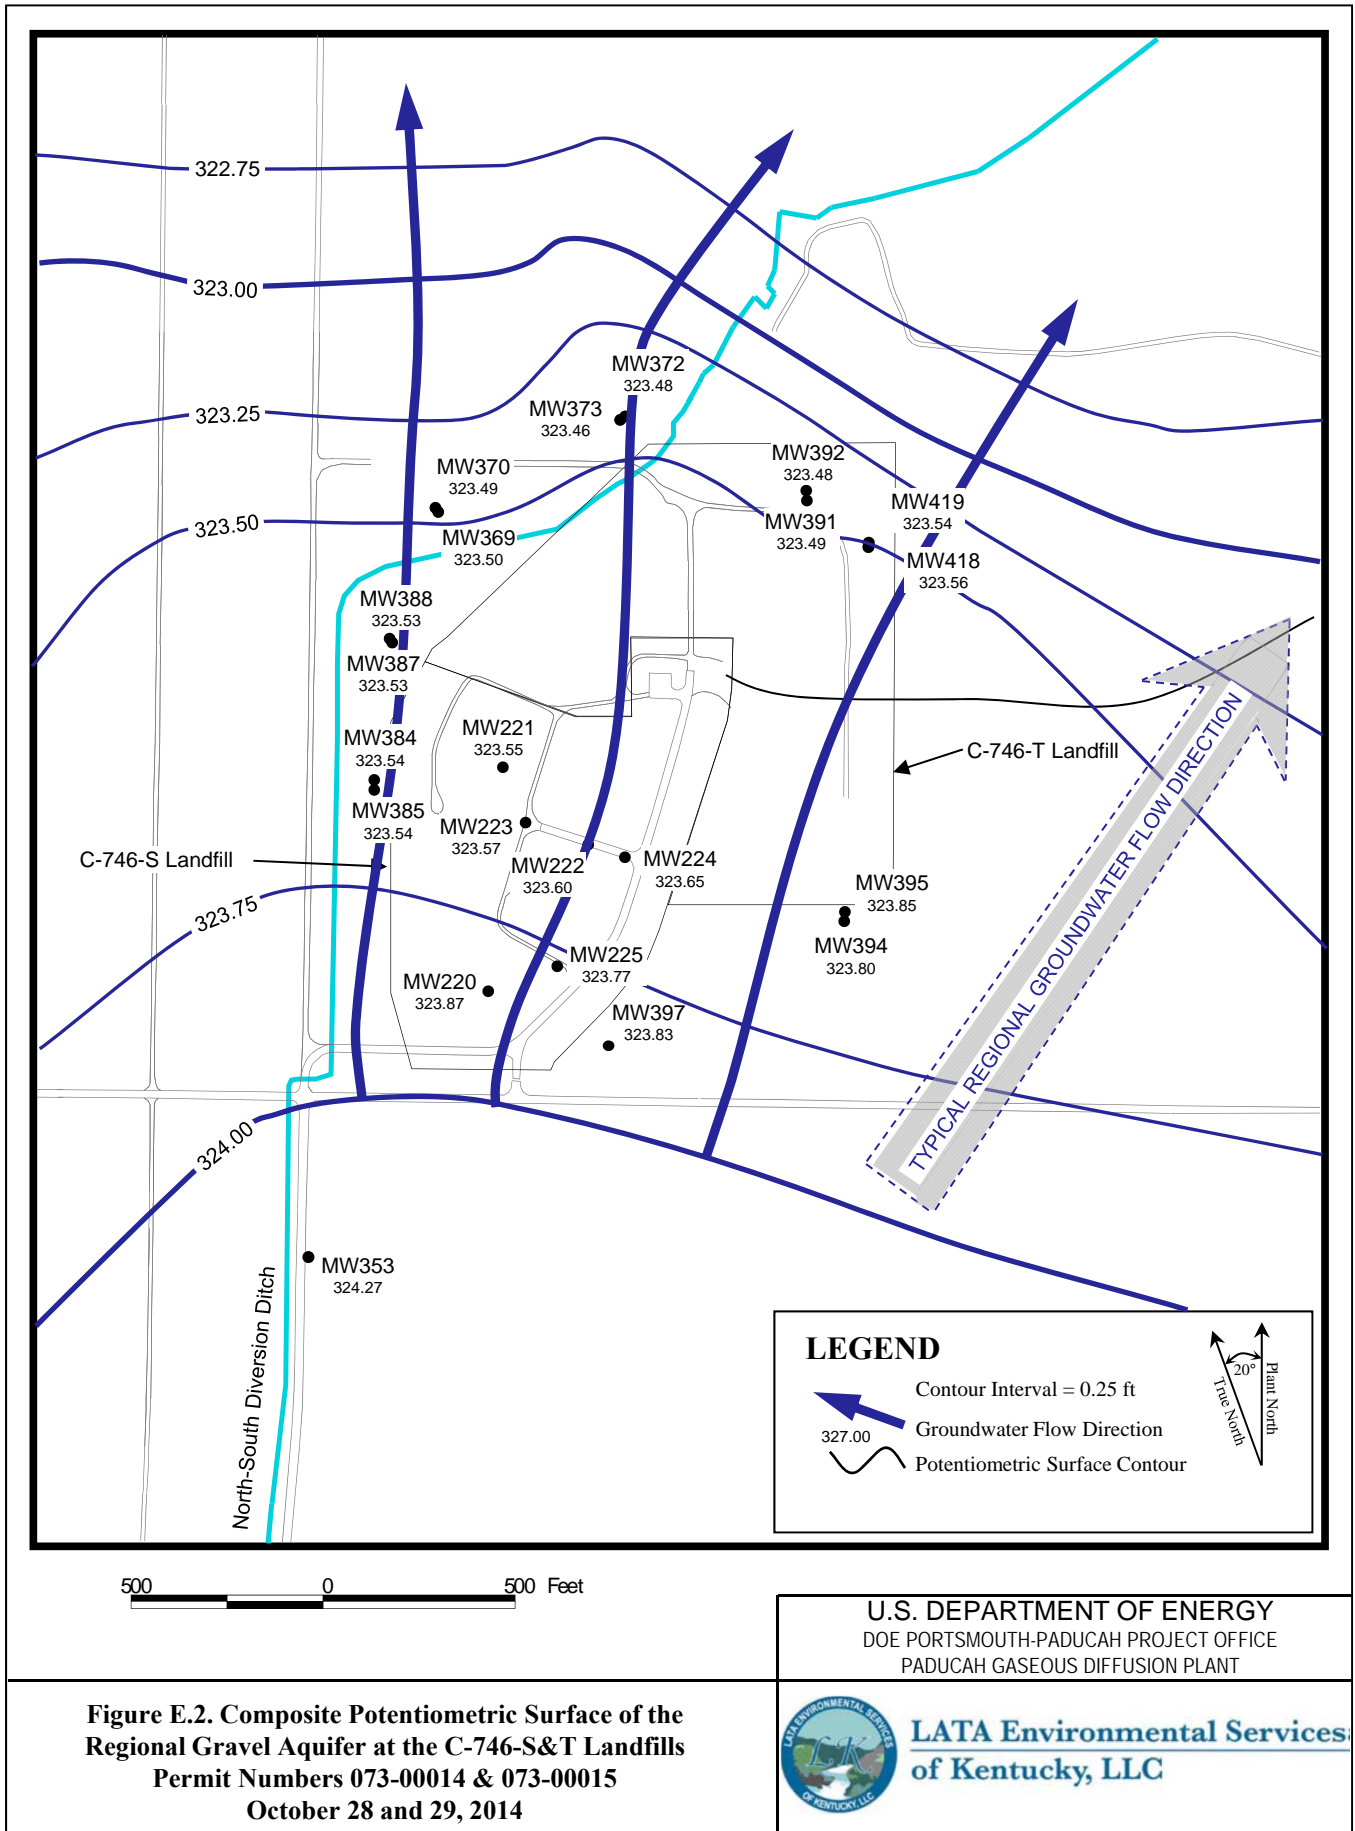 322.75
323.00
MW372
323.48
MW373
323.46
323.25
MW392
323.48
MW370
323.49
MW419
323.54
MW391
323.49
323.50
MW369
323.50
MW418
323.56
MW388
323.53
MW387
323.53
MW221
323.55
MW384
323.54
C-746-T Landfill
MW385
323.54
MW223
323.57
MW222
323.60
MW224
323.65
C-746-S Landfill
MW395
323.85
323.75
MW394
323.80
MW225
323.77
MW220
323.87
MW397
323.83
TYPICAL REGIONAL GROUNDWATER FLOW DIRECTION
324.00
MW353
324.27
North-South Diversion Ditch
LEGEND
Contour Interval = 0.25 ft
Groundwater Flow Direction
327.00
Potentiometric Surface Contour
20°
True North
Plant North
500 0 500 Feet
U.S. DEPARTMENT OF ENERGY
DOE PORTSMOUTH-PADUCAH PROJECT OFFICE
PADUCAH GASEOUS DIFFUSION PLANT
Figure E.2. Composite Potentiometric Surface of the
Regional Gravel Aquifer at the C-746-S&T Landfills
Permit Numbers 073-00014 & 073-00015
October 28 and 29, 2014
LATA ENVIRONMENTAL SERVICES
LK
OF KENTUCKY, LLC
LATA Environmental Services
of Kentucky, LLC